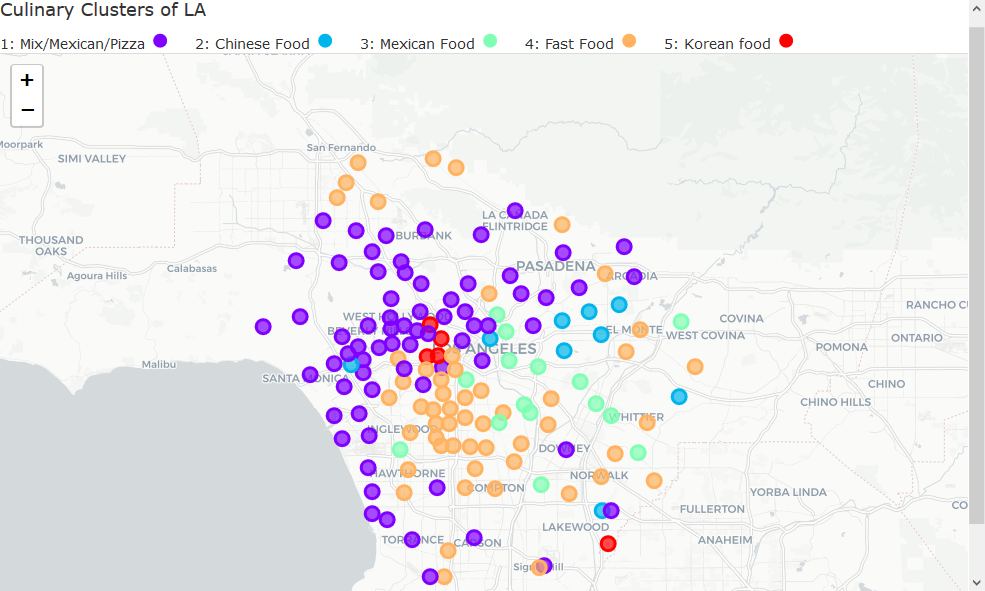 Culinary Clusters of LA
1: Mix/Mexican/Pizza 2: Chinese Food 3: Mexican Food 4: Fast Food 5: Korean food
+
−
Moorpark
SIMI VALLEY
San Fernando
THOUSAND
OAKS
Agoura Hills
Calabasas
BURBANK
LA CAÑADA
FLINTRIDGE
PASADENA
ARCADIA
RANCHO CU
WEST
BEVE
ANGELES
EL MONTE
WEST COVINA
COVINA
POMONA
ONTARIO
Malibu
SANTA MONICA
CHINO
CHINO HILLS
WHITTIER
INGLEWOOD
DOWNEY
HAWTHORNE
NORWALK
COMPTON
YORBA LINDA
CO
FULLERTON
LAKEWOOD
ANAHEIM
TORRANCE
CARSON
Signal Hill